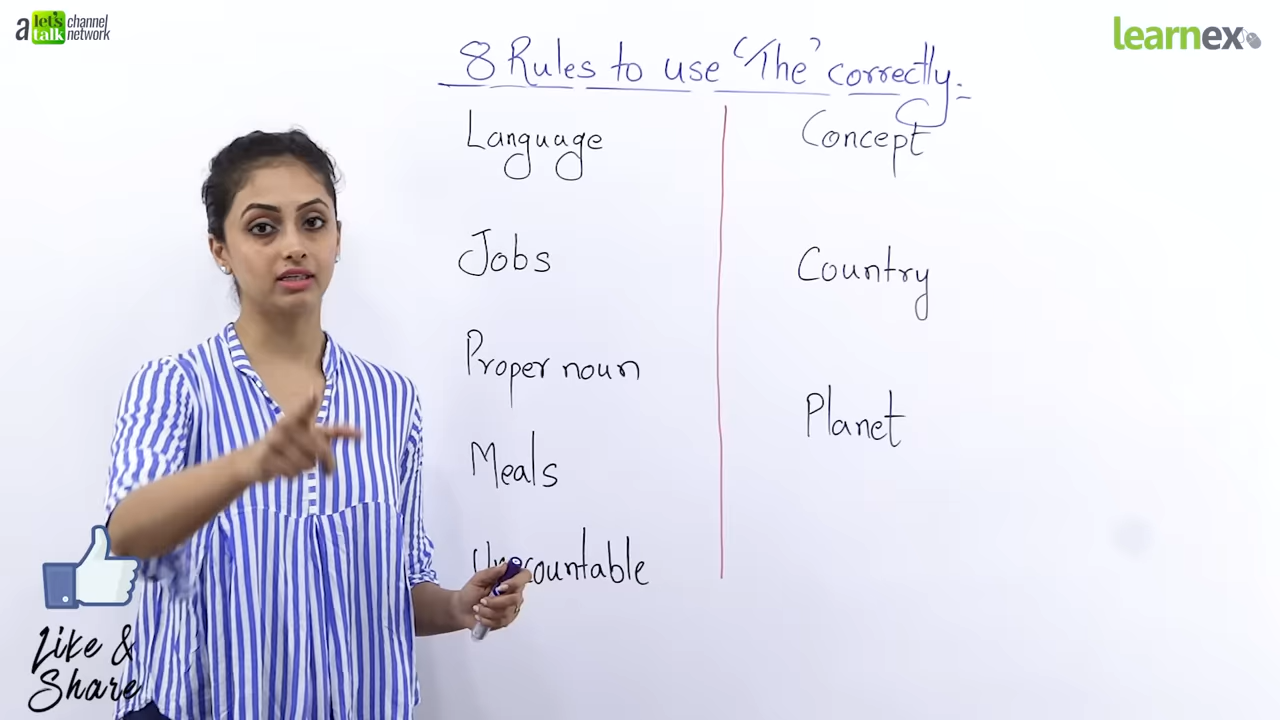 a let's talk channel network
learnex
8 Rules to use 'The' correctly.
Language
Jobs
Proper noun
Meals
Concept
Country
Planet
Like &
Share